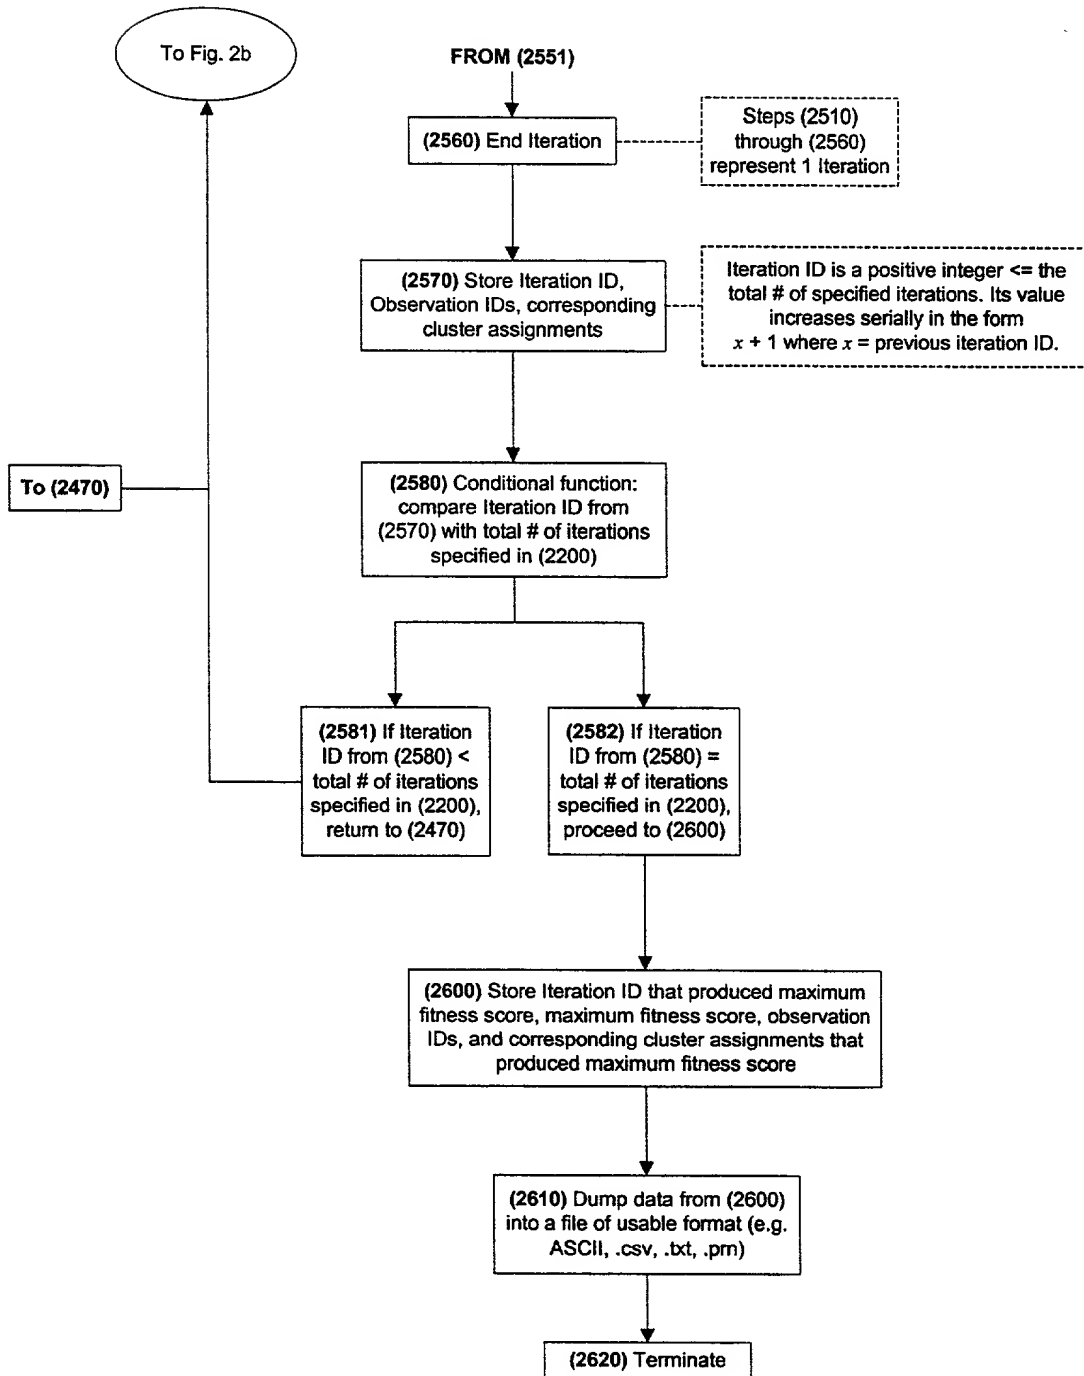 To Fig. 2b
FROM (2551)
(2560) End Iteration
Steps (2510)
through (2560)
represent 1 Iteration
(2570) Store Iteration ID,
Observation IDs, corresponding
cluster assignments
Iteration ID is a positive integer <= the
total # of specified iterations. Its value
increases serially in the form
x + 1 where x = previous iteration ID.
To (2470)
(2580) Conditional function:
compare Iteration ID from
(2570) with total # of iterations
specified in (2200)
(2581) If Iteration
ID from (2580) <
total # of iterations
specified in (2200),
return to (2470)
(2582) If Iteration
ID from (2580) =
total # of iterations
specified in (2200),
proceed to (2600)
(2600) Store Iteration ID that produced maximum
fitness score, maximum fitness score, observation
IDs, and corresponding cluster assignments that
produced maximum fitness score
(2610) Dump data from (2600)
into a file of usable format (e.g.
ASCII, .csv, .txt, .prn)
(2620) Terminate